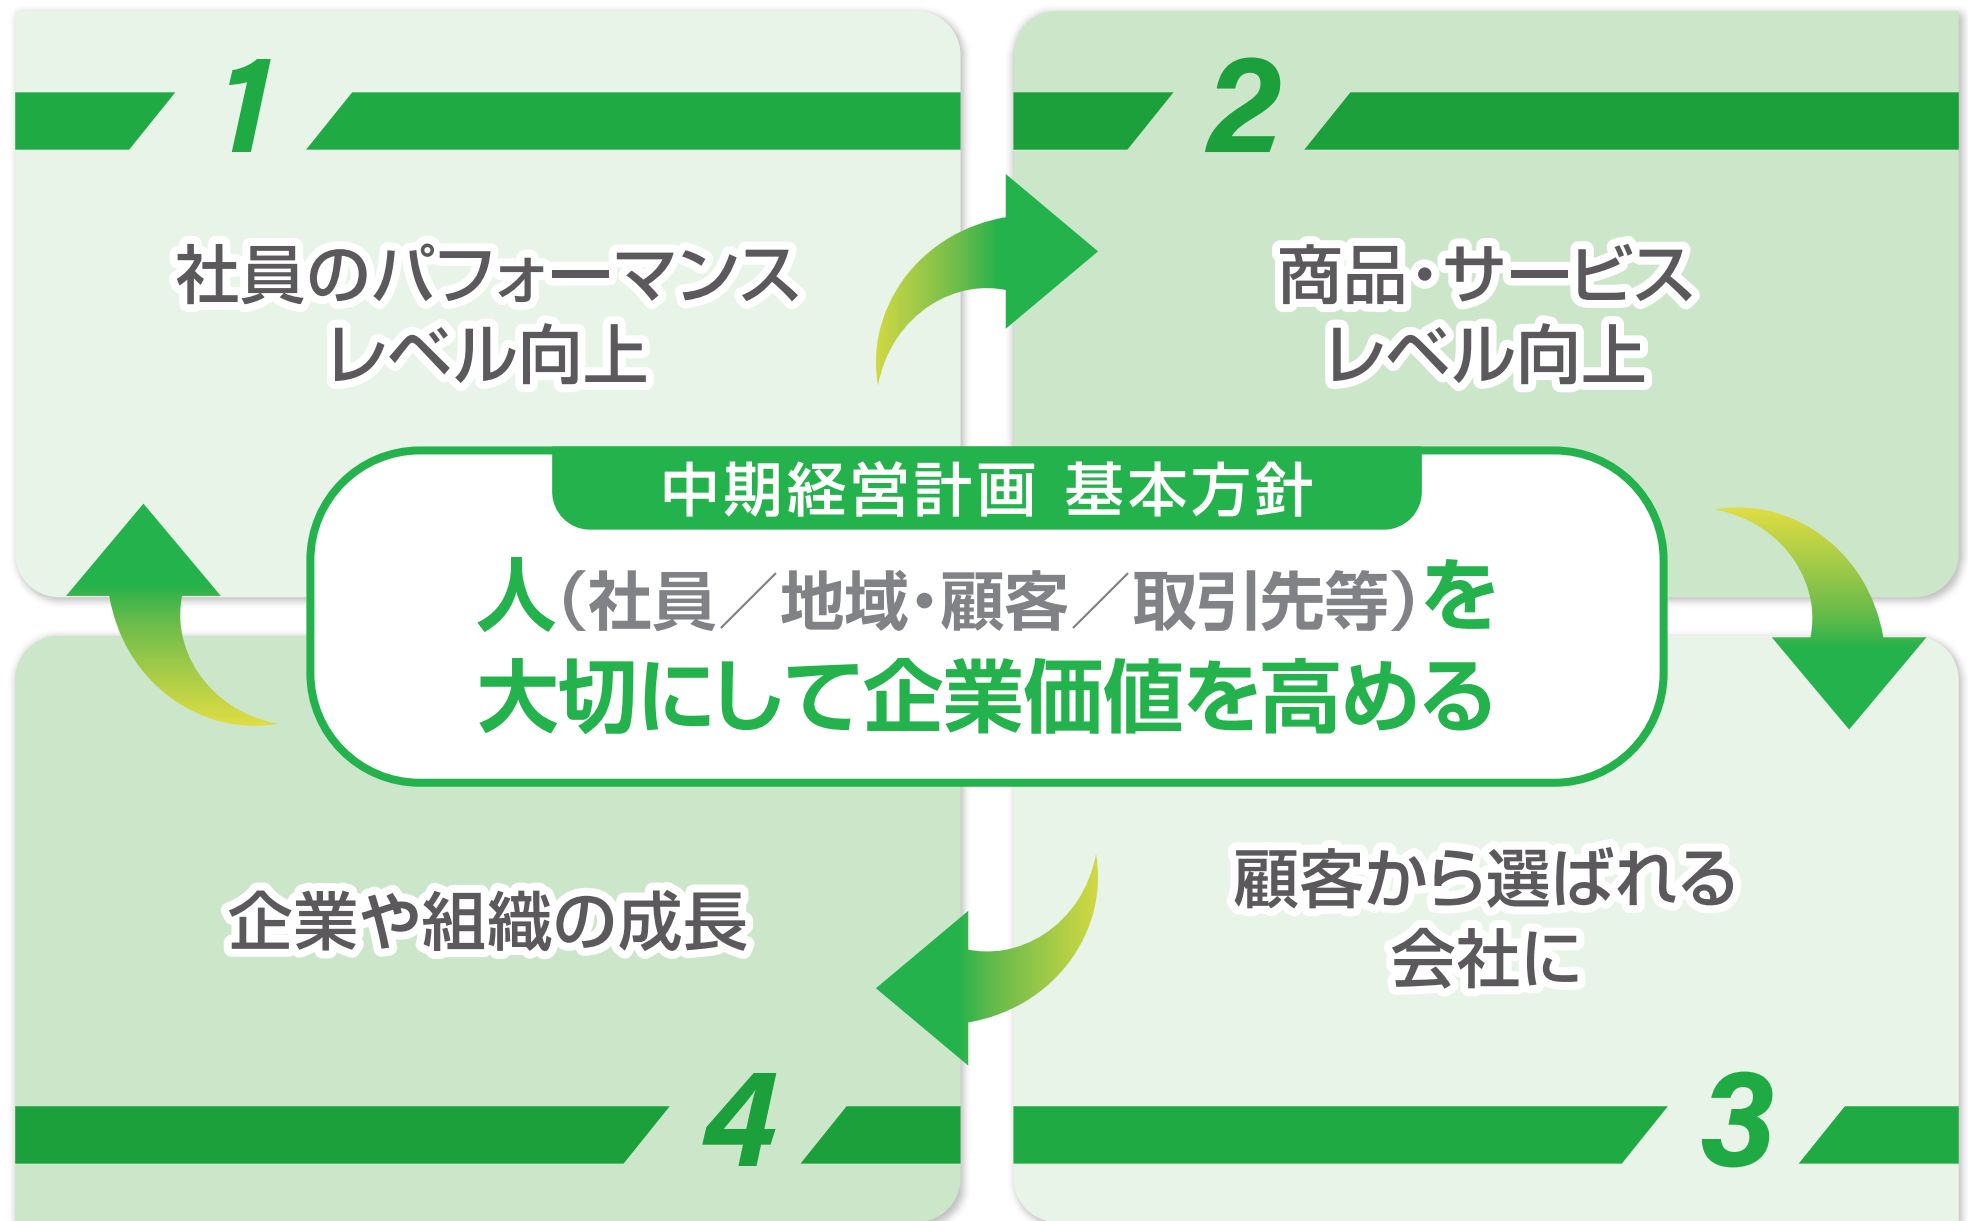 1
社員のパフォーマンス
レベル向上
2
商品・サービス
レベル向上
中期経営計画 基本方針
人（社員／地域・顧客／取引先等）を
大切にして企業価値を高める
顧客から選ばれる
会社に
3
企業や組織の成長
4